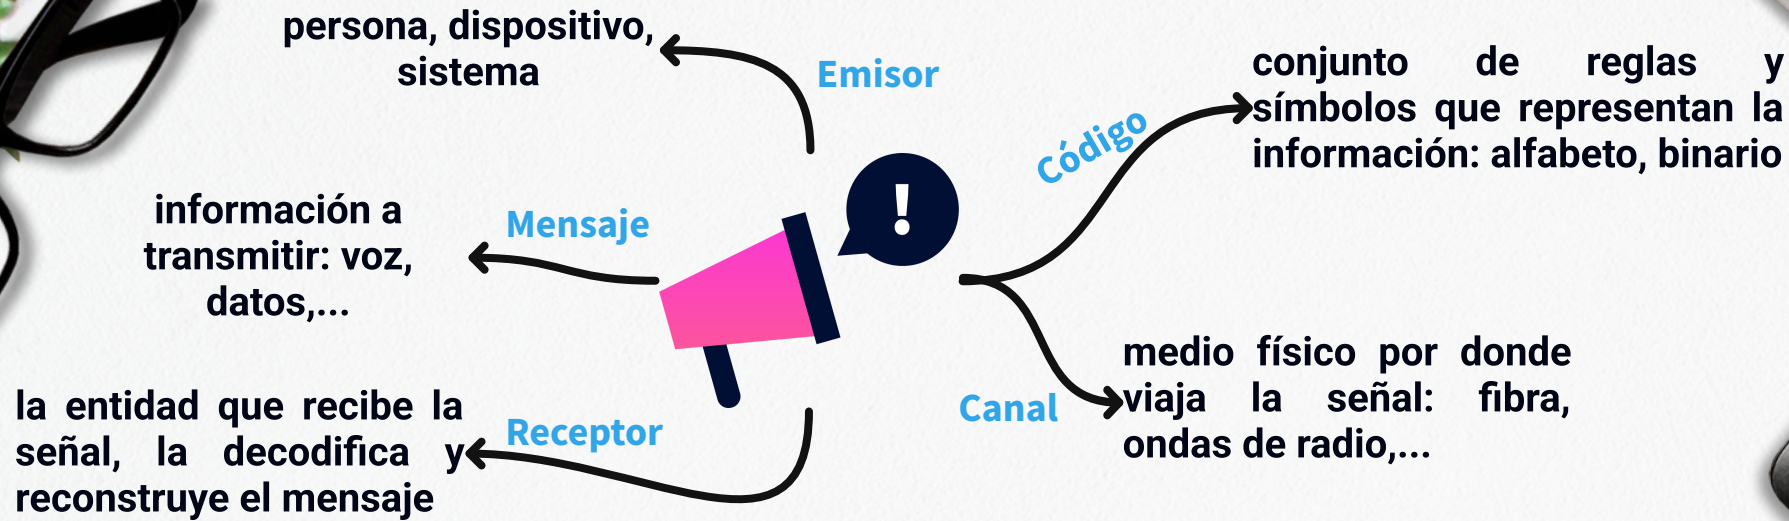 persona, dispositivo,
sistema
Emisor
conjunto de reglas y
símbolos que representan la
información: alfabeto, binario
Código
información a
transmitir: voz,
datos,...
Mensaje
!
medio físico por donde
viaja la señal: fibra,
ondas de radio,...
Canal
la entidad que recibe la
señal, la decodifica y
reconstruye el mensaje
Receptor